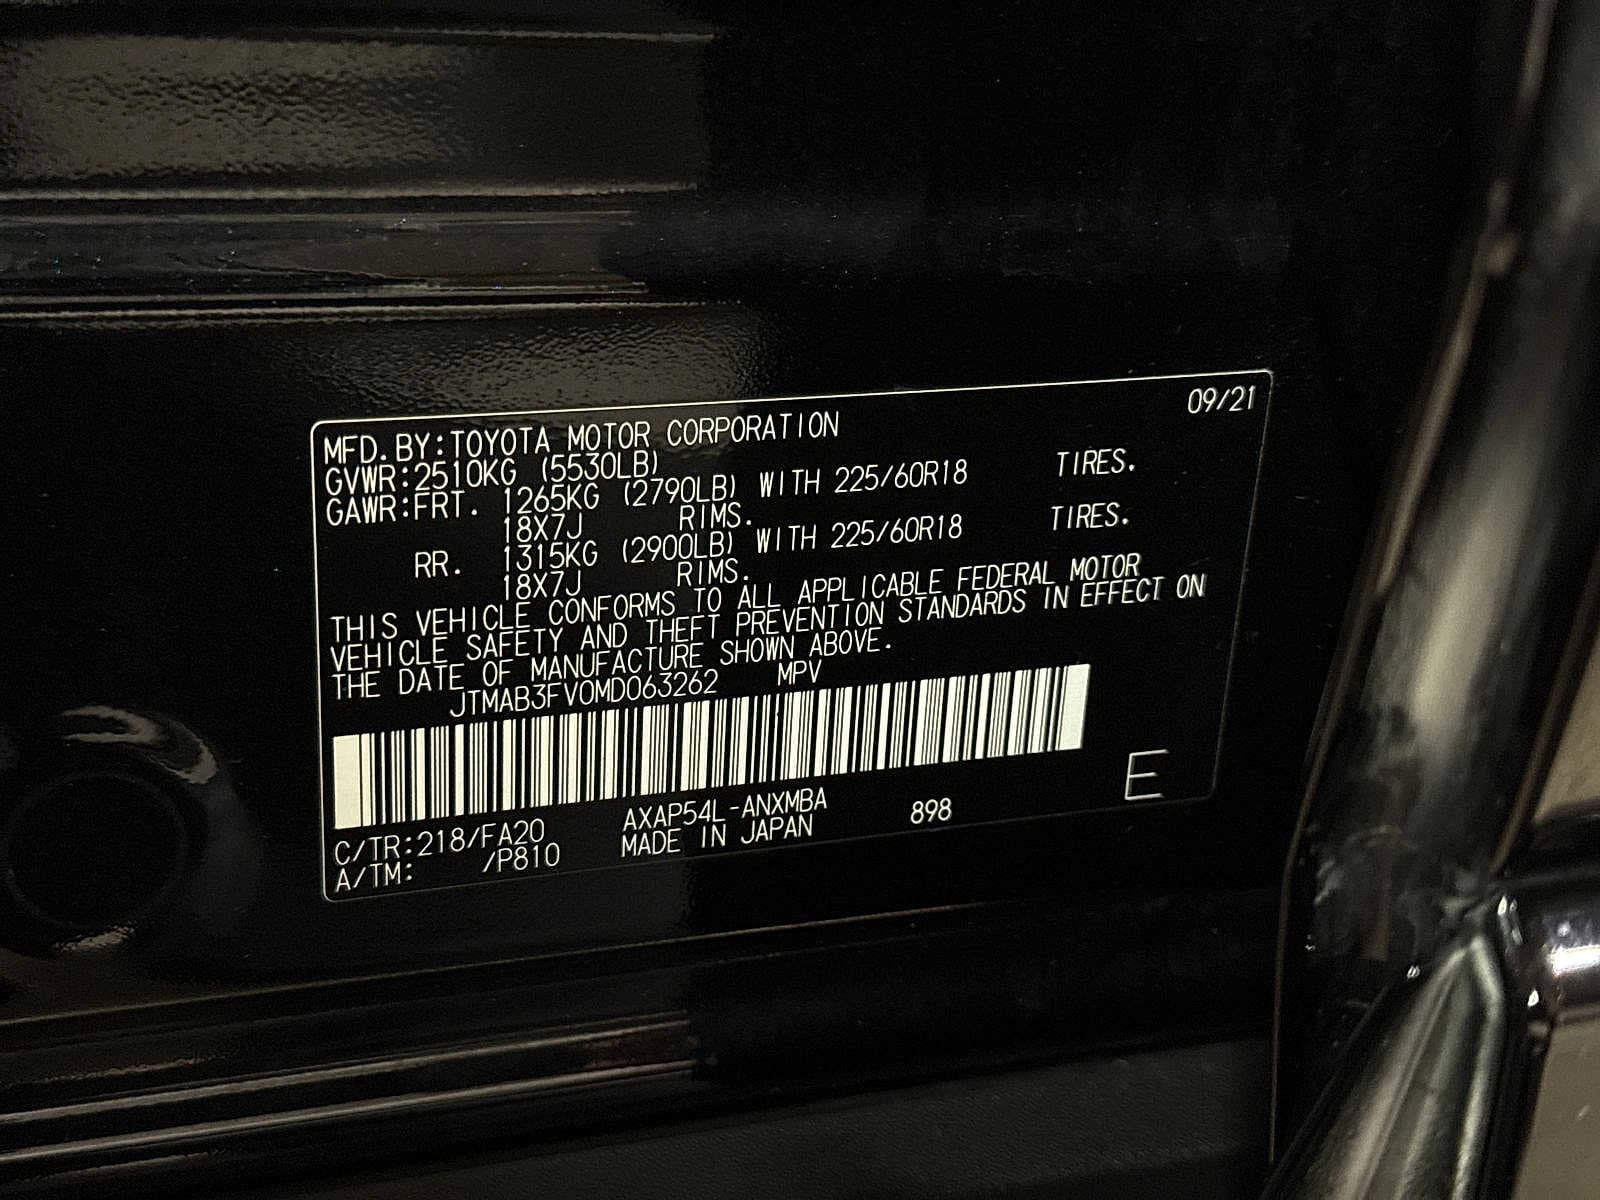 09/21
MFD.BY:TOYOTA MOTOR CORPORATION
GVWR:2510KG (5530LB)
GAWR:FRT. 1265KG (2790LB) WITH 225/60R18 TIRES.
18X7J RIMS.
RR. 1315KG (2900LB) WITH 225/60R18 TIRES.
18X7J RIMS.
THIS VEHICLE CONFORMS TO ALL APPLICABLE FEDERAL MOTOR
VEHICLE SAFETY AND THEFT PREVENTION STANDARDS IN EFFECT ON
THE DATE OF MANUFACTURE SHOWN ABOVE.
JTMAB3FV0MD063262 MPV
E
C/TR:218/FA20 AXAP54L-ANXMBA 898
A/TM: /P810 MADE IN JAPAN